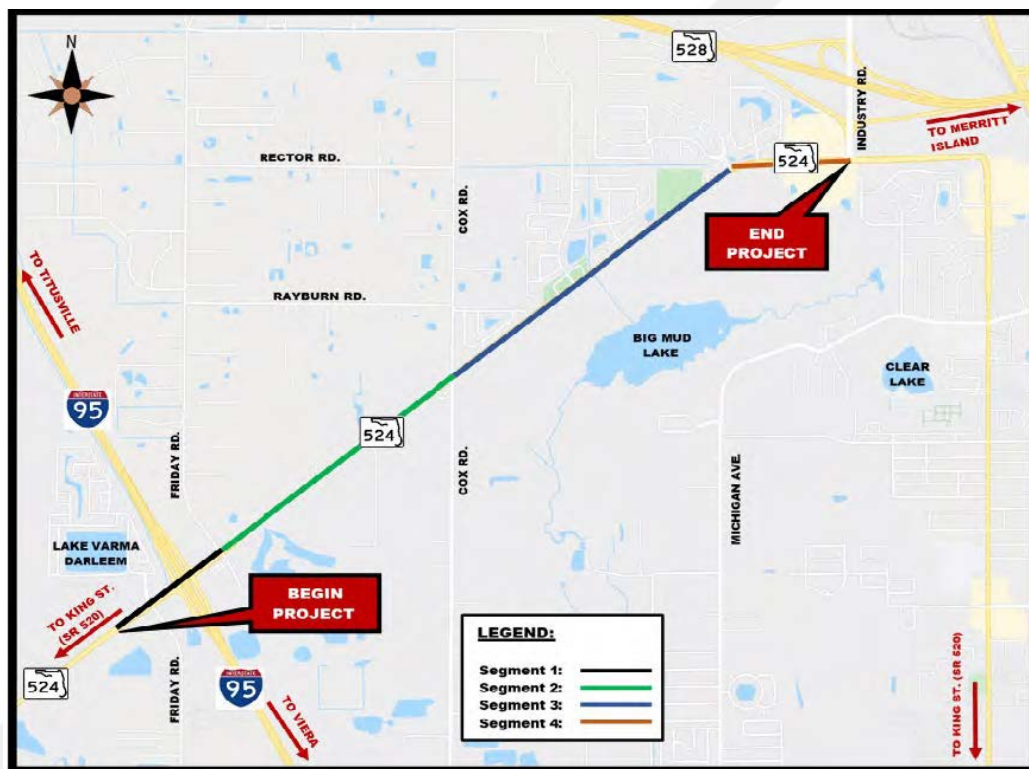 N
528
INDUSTRY RD.
TO MERRITT
ISLAND
RECTOR RD.
524
COX RD.
END
PROJECT
TO TITUSVILLE
RAYBURN RD.
BIG MUD
LAKE
CLEAR
LAKE
INTERSTATE
95
524
FRIDAY RD.
COX RD.
MICHIGAN AVE.
LAKE VARMA
DARLEEM
BEGIN
PROJECT
TO KING ST.
(SR 520)
LEGEND:
Segment 1:
Segment 2:
Segment 3:
Segment 4:
524
FRIDAY RD.
INTERSTATE
95
TO VIERA
TO KING ST. (SR 520)